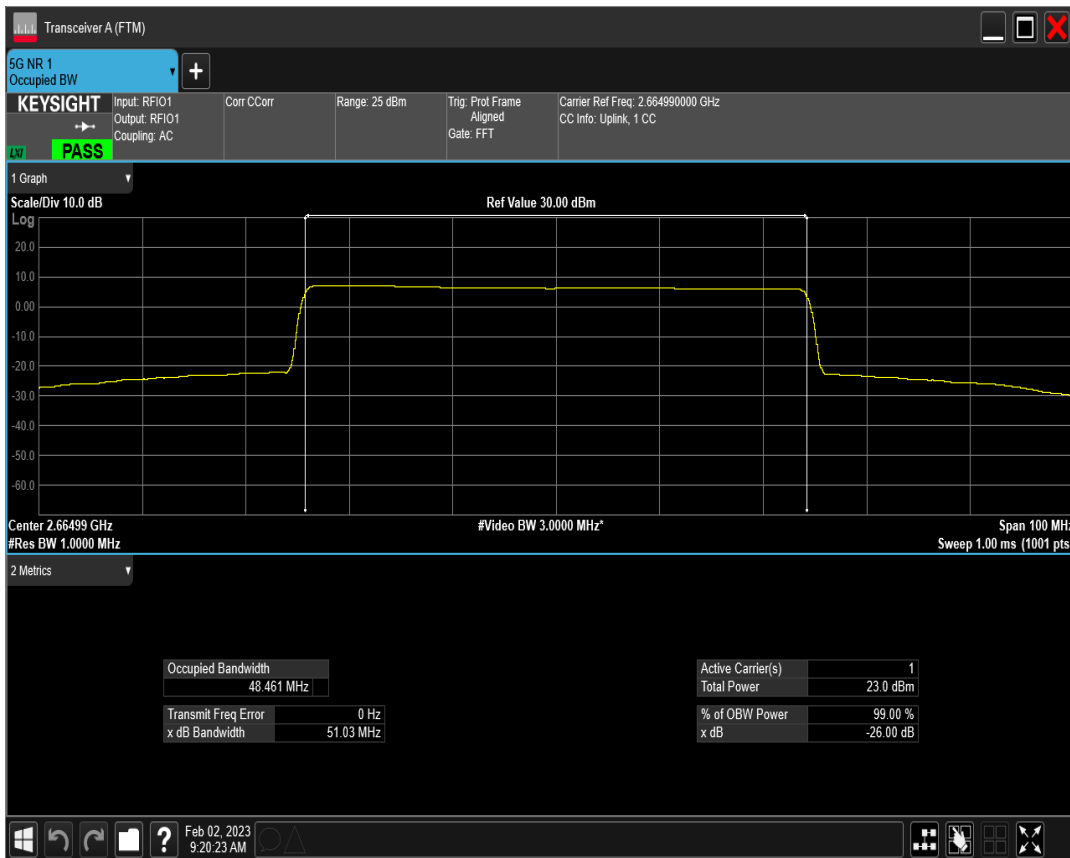 Transceiver A (FTM)
5G NR 1
Occupied BW
+
KEYSIGHT
LXI
PASS
Input: RFIO1
Output: RFIO1
Coupling: AC
Corr CCorr
Range: 25 dBm
Trig: Prot Frame
Aligned
Gate: FFT
Carrier Ref Freq: 2.664990000 GHz
CC Info: Uplink, 1 CC
1 Graph
Scale/Div 10.0 dB
Ref Value 30.00 dBm
Log
20.0
10.0
0.00
-10.0
-20.0
-30.0
-40.0
-50.0
-60.0
Center 2.66499 GHz
#Video BW 3.0000 MHz*
Span 100 MHz
#Res BW 1.0000 MHz
Sweep 1.00 ms (1001 pts
2 Metrics
Occupied Bandwidth
48.461 MHz
Transmit Freq Error 0 Hz
x dB Bandwidth 51.03 MHz
Active Carrier(s) 1
Total Power 23.0 dBm
% of OBW Power 99.00 %
x dB -26.00 dB
?
Feb 02, 2023
9:20:23 AM